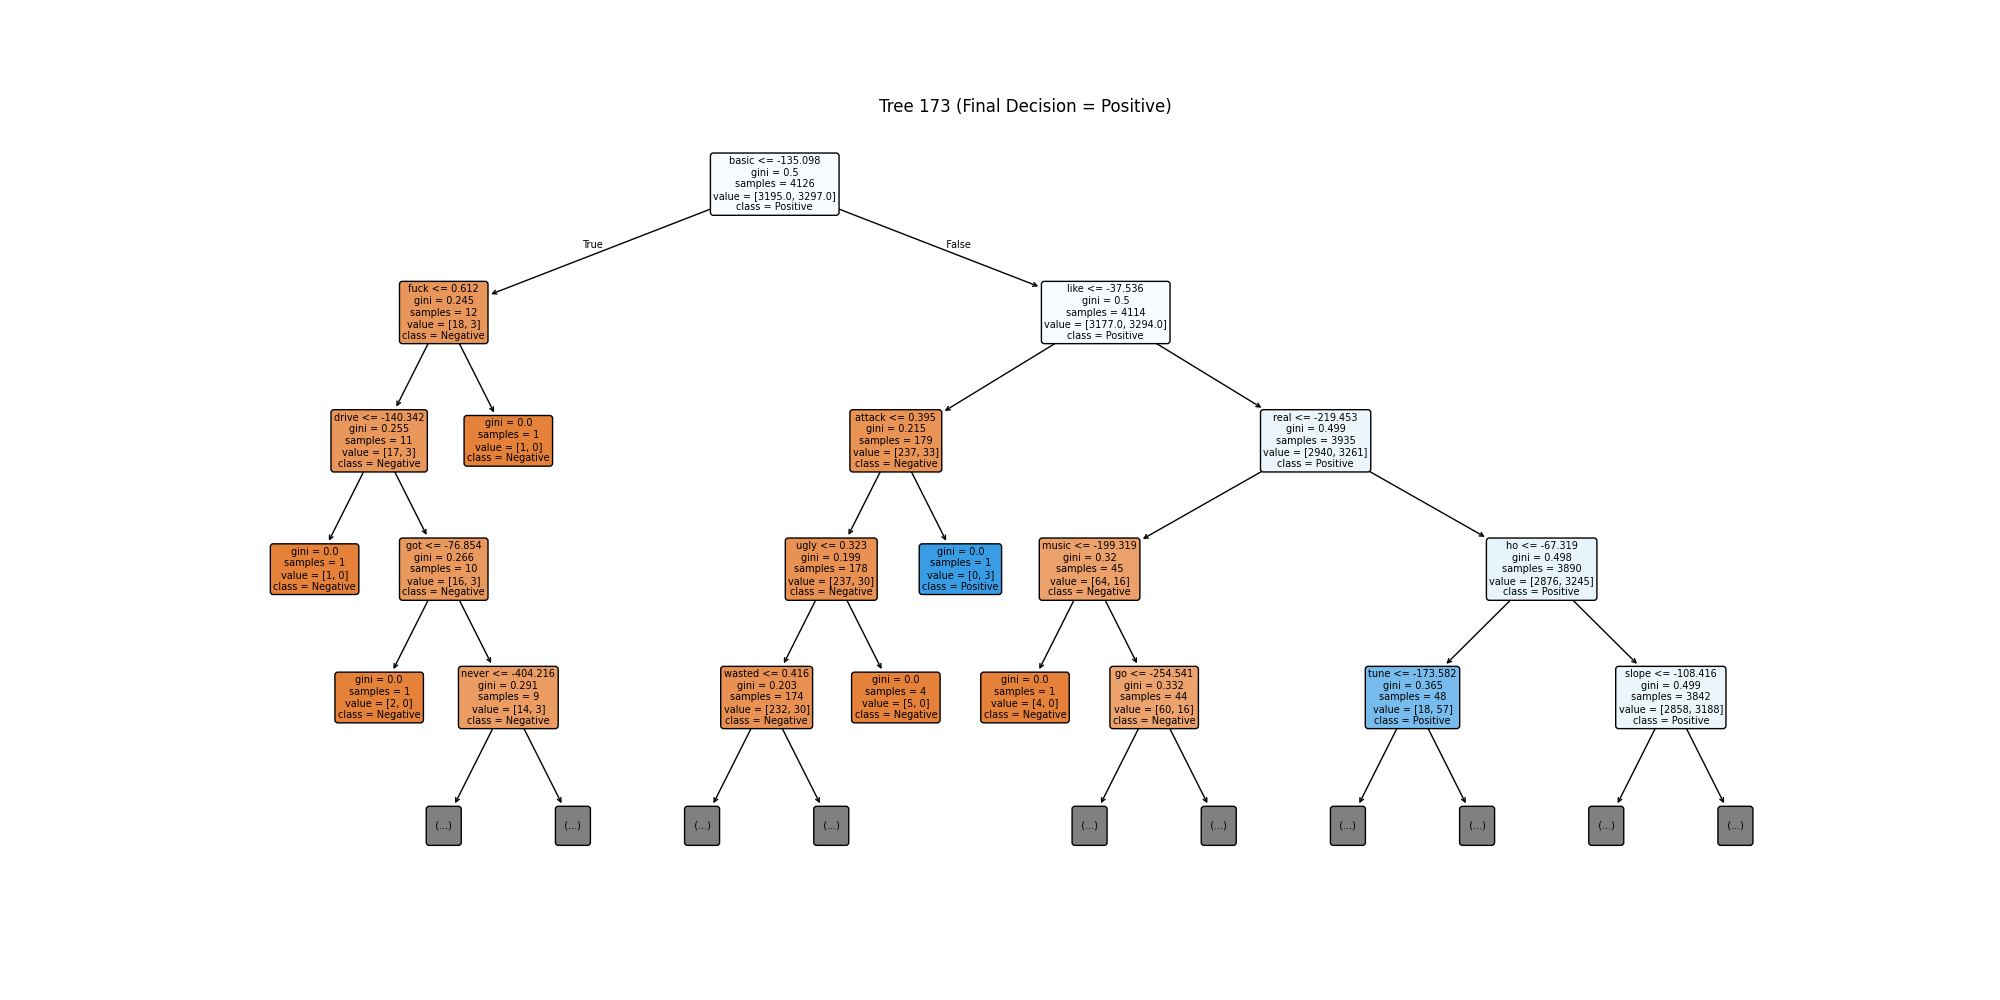 Tree 173 (Final Decision = Positive)
basic <= -135.098
gini = 0.5
samples = 4126
value = [3195.0, 3297.0]
class = Positive
True
False
fuck <= 0.612
gini = 0.245
samples = 12
value = [18, 3]
class = Negative
like <= -37.536
gini = 0.5
samples = 4114
value = [3177.0, 3294.0]
class = Positive
drive <= -140.342
gini = 0.255
samples = 11
value = [17, 3]
class = Negative
gini = 0.0
samples = 1
value = [1, 0]
class = Negative
attack <= 0.395
gini = 0.215
samples = 179
value = [237, 33]
class = Negative
real <= -219.453
gini = 0.499
samples = 3935
value = [2940, 3261]
class = Positive
gini = 0.0
samples = 1
value = [1, 0]
class = Negative
got <= -76.854
gini = 0.266
samples = 10
value = [16, 3]
class = Negative
ugly <= 0.323
gini = 0.199
samples = 178
value = [237, 30]
class = Negative
gini = 0.0
samples = 1
value = [0, 3]
class = Positive
music <= -199.319
gini = 0.32
samples = 45
value = [64, 16]
class = Negative
ho <= -67.319
gini = 0.498
samples = 3890
value = [2876, 3245]
class = Positive
gini = 0.0
samples = 1
value = [2, 0]
class = Negative
never <= -404.216
gini = 0.291
samples = 9
value = [14, 3]
class = Negative
wasted <= 0.416
gini = 0.203
samples = 174
value = [232, 30]
class = Negative
gini = 0.0
samples = 4
value = [5, 0]
class = Negative
gini = 0.0
samples = 1
value = [4, 0]
class = Negative
go <= -254.541
gini = 0.332
samples = 44
value = [60, 16]
class = Negative
tune <= -173.582
gini = 0.365
samples = 48
value = [18, 57]
class = Positive
slope <= -108.416
gini = 0.499
samples = 3842
value = [2858, 3188]
class = Positive
(...)
(...)
(...)
(...)
(...)
(...)
(...)
(...)
(...)
(...)